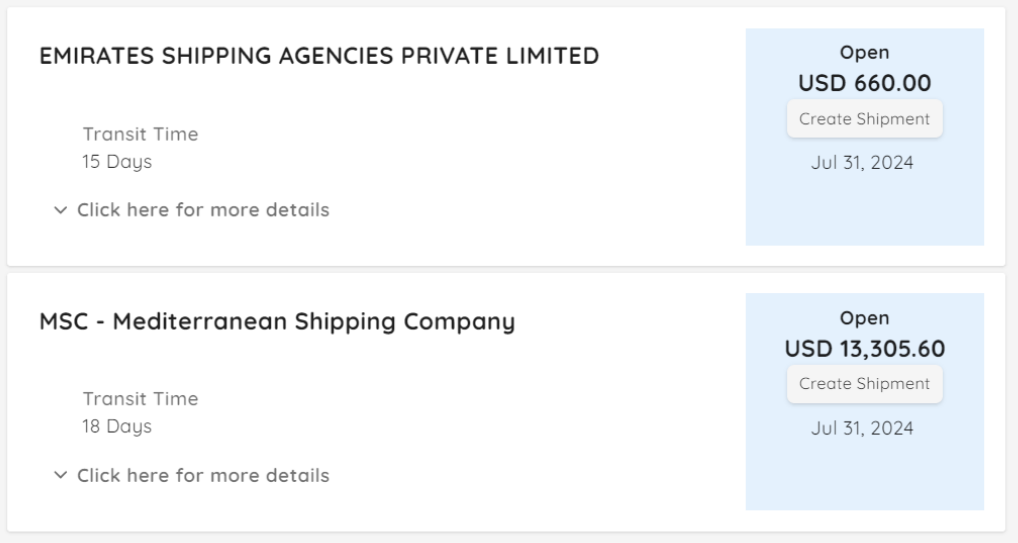 EMIRATES SHIPPING AGENCIES PRIVATE LIMITED
Open
USD 660.00
Create Shipment
Jul 31, 2024
Transit Time
15 Days
Click here for more details
MSC - Mediterranean Shipping Company
Open
USD 13,305.60
Create Shipment
Jul 31, 2024
Transit Time
18 Days
Click here for more details